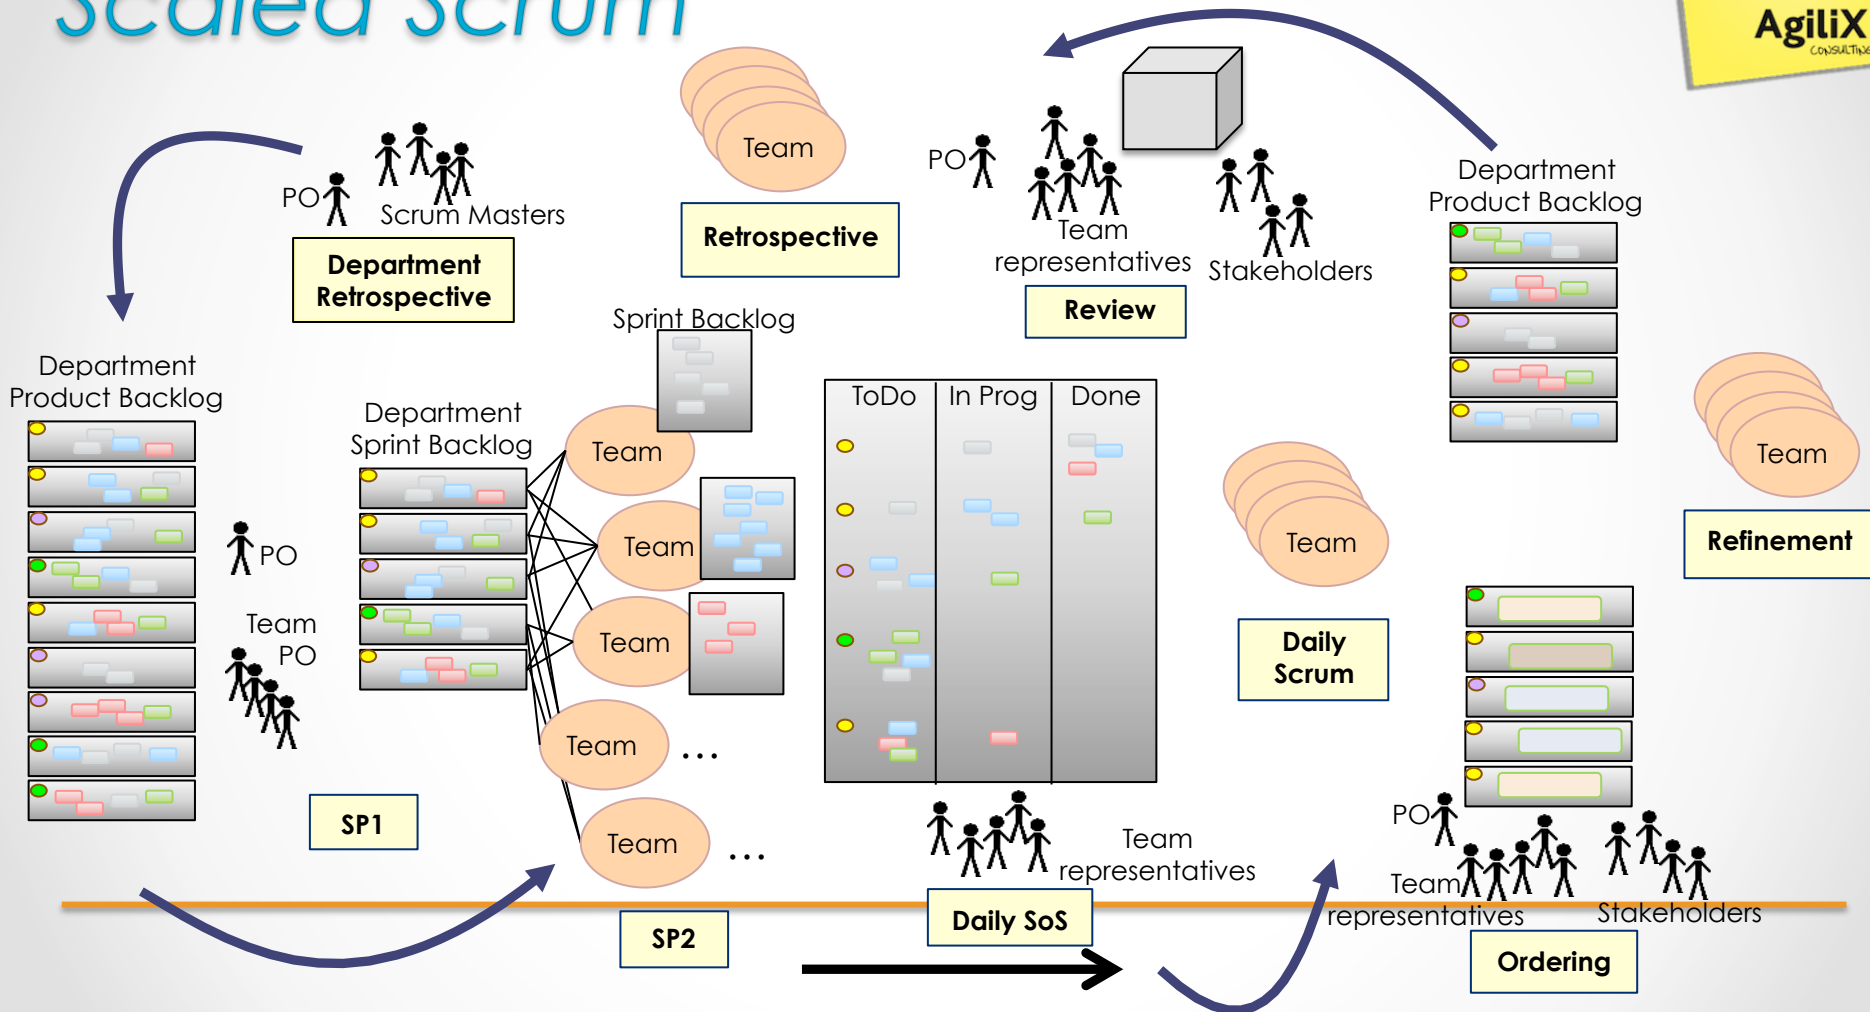 Scaled Scrum
AgiliX
CONSULTING
PO
Scrum Masters
Department
Retrospective
Team
Retrospective
PO
Team
representatives
Stakeholders
Review
Department
Product Backlog
Department
Product Backlog
PO
Team
PO
SP1
Department
Sprint Backlog
Sprint Backlog
Team
Team
Team
Team
...
Team
...
SP2
ToDo
In Prog
Done
Team
representatives
Daily SoS
Team
Daily
Scrum
Team
Refinement
PO
Team
representatives
Stakeholders
Ordering